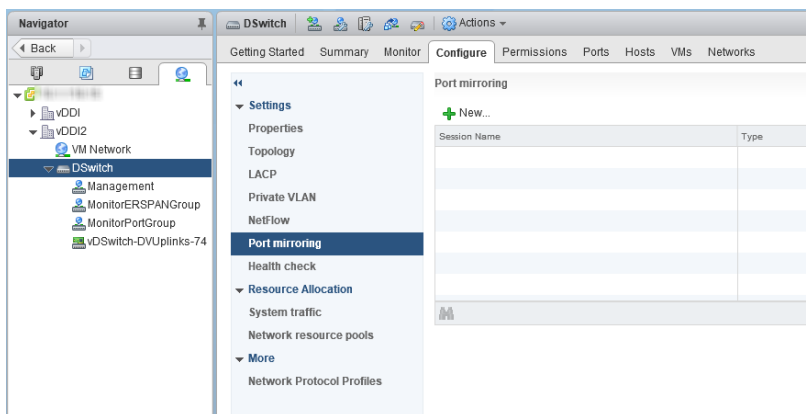 Navigator
DSwitch
Actions
Back
Getting Started Summary Monitor Configure Permissions Ports Hosts VMs Networks
vDDI
vDDI2
VM Network
DSwitch
Management
MonitorERSPANGroup
MonitorPortGroup
vDSwitch-DVUplinks-74
Settings
Properties
Topology
LACP
Private VLAN
NetFlow
Port mirroring
Health check
Resource Allocation
System traffic
Network resource pools
More
Network Protocol Profiles
Port mirroring
New...
Session Name Type